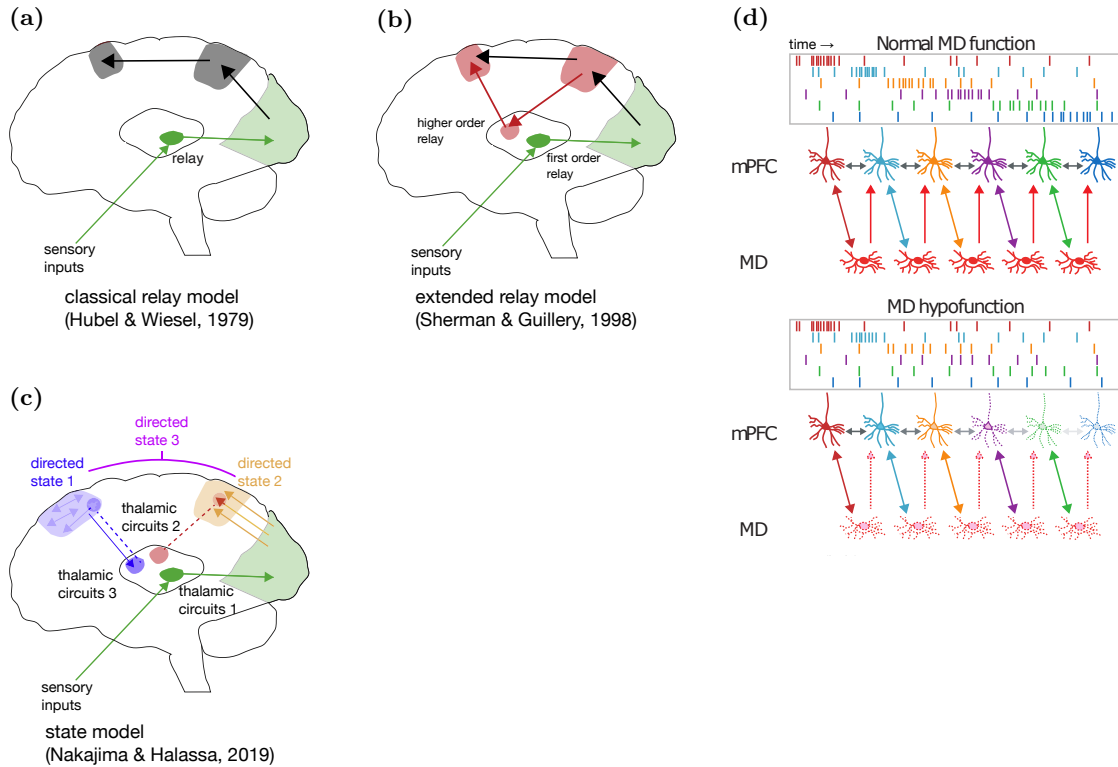 (a)
relay
sensory
inputs
classical relay model
(Hubel & Wiesel, 1979)
(b)
higher order
relay
first order
relay
sensory
inputs
extended relay model
(Sherman & Guillery, 1998)
(c)
directed
state 3
directed
state 1
directed
state 2
thalamic
circuits 2
thalamic
circuits 3
thalamic
circuits 1
sensory
inputs
state model
(Nakajima & Halassa, 2019)
(d)
time → Normal MD function
mPFC
MD
MD hypofunction
mPFC
MD